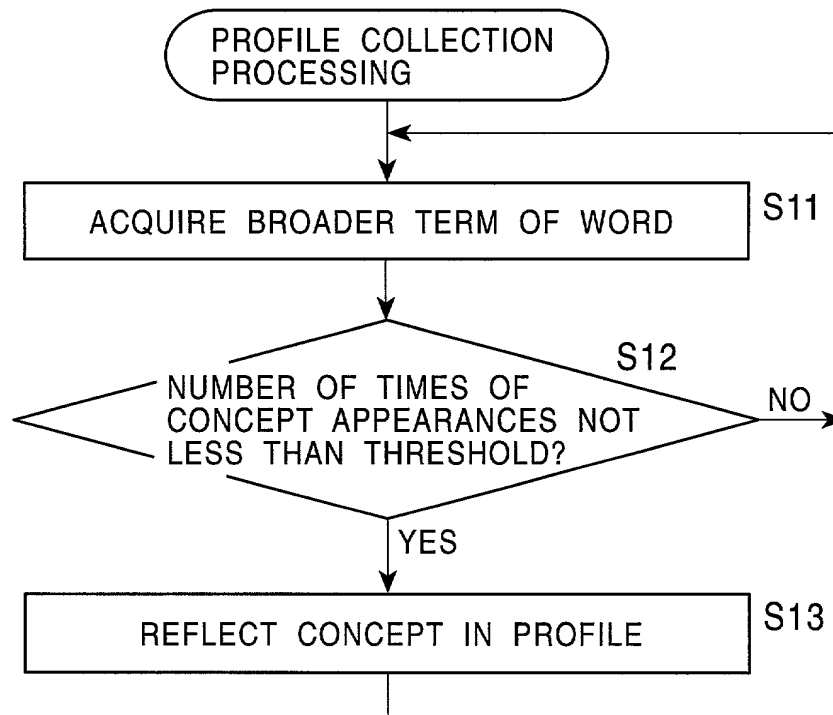 PROFILE COLLECTION
PROCESSING
ACQUIRE BROADER TERM OF WORD
S11
S12
NUMBER OF TIMES OF
CONCEPT APPEARANCES NOT
LESS THAN THRESHOLD?
NO
YES
REFLECT CONCEPT IN PROFILE
S13